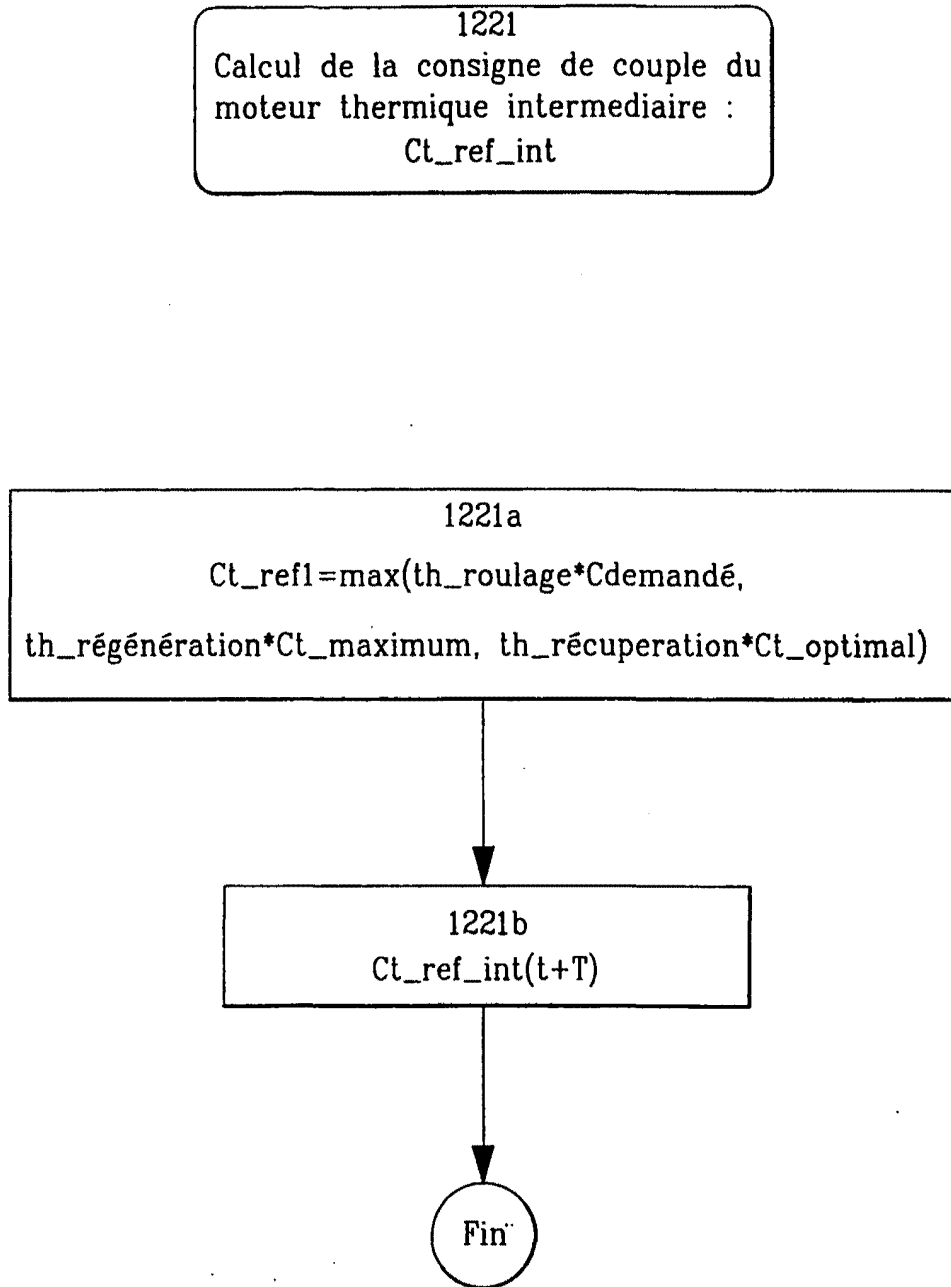 1221
Calcul de la consigne de couple du
moteur thermique intermediaire :
Ct_ref_int
1221a
Ct_ref1=max(th_roulage*Cdemandé,
th_régénération*Ct_maximum, th_récuperation*Ct_optimal)
1221b
Ct_ref_int(t+T)
Fin